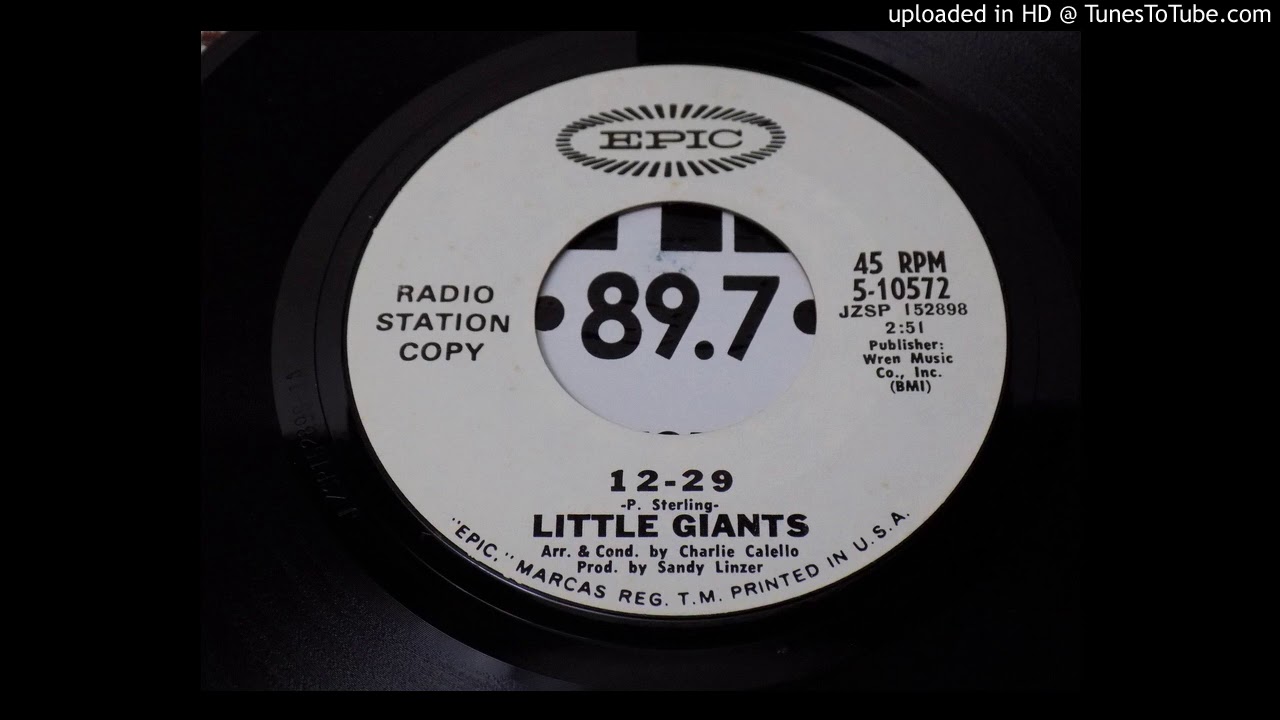 uploaded in HD @ TunesToTube.com
EPIC
RADIO
STATION
COPY
89.7
45 RPM
5-10572
JZSP 152898
2:51
Publisher:
Wren Music
Co., Inc.
(BMI)
12-29
-P. Sterling-
LITTLE GIANTS
Arr. & Cond. by Charlie Calello
Prod. by Sandy Linzer
"EPIC," MARCAS REG. T.M. PRINTED IN U.S.A.